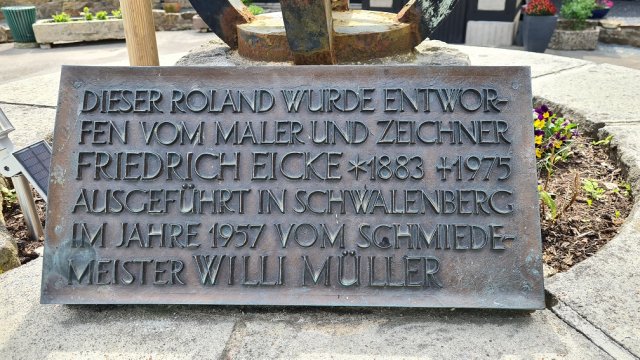 DIESER ROLAND WURDE ENTWOR-
FEN VOM MALER UND ZEICHNER
FRIEDRICH EICKE *1883 +1975
AUSGEFÜHRT IN SCHWALENBERG
IM JAHRE 1957 VOM SCHMIEDE-
MEISTER WILLI MÜLLER